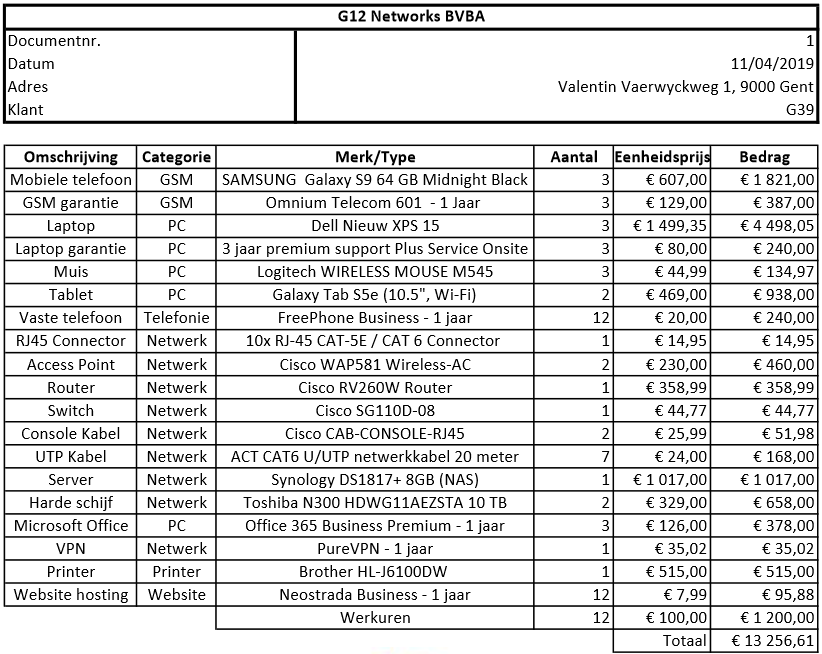 G12 Networks BVBA
Documentnr. 1
Datum 11/04/2019
Adres Valentin Vaerwyckweg 1, 9000 Gent
Klant G39
Omschrijving Categorie Merk/Type Aantal Eenheidsprijs Bedrag
Mobiele telefoon GSM SAMSUNG Galaxy S9 64 GB Midnight Black 3 € 607,00 € 1 821,00
GSM garantie GSM Omnium Telecom 601 - 1 Jaar 3 € 129,00 € 387,00
Laptop PC Dell Nieuw XPS 15 3 € 1 499,35 € 4 498,05
Laptop garantie PC 3 jaar premium support Plus Service Onsite 3 € 80,00 € 240,00
Muis PC Logitech WIRELESS MOUSE M545 3 € 44,99 € 134,97
Tablet PC Galaxy Tab S5e (10.5", Wi-Fi) 2 € 469,00 € 938,00
Vaste telefoon Telefonie FreePhone Business - 1 jaar 12 € 20,00 € 240,00
RJ45 Connector Netwerk 10x RJ-45 CAT-5E / CAT 6 Connector 1 € 14,95 € 14,95
Access Point Netwerk Cisco WAP581 Wireless-AC 2 € 230,00 € 460,00
Router Netwerk Cisco RV260W Router 1 € 358,99 € 358,99
Switch Netwerk Cisco SG110D-08 1 € 44,77 € 44,77
Console Kabel Netwerk Cisco CAB-CONSOLE-RJ45 2 € 25,99 € 51,98
UTP Kabel Netwerk ACT CAT6 U/UTP netwerkkabel 20 meter 7 € 24,00 € 168,00
Server Netwerk Synology DS1817+ 8GB (NAS) 1 € 1 017,00 € 1 017,00
Harde schijf Netwerk Toshiba N300 HDWG11AEZSTA 10 TB 2 € 329,00 € 658,00
Microsoft Office PC Office 365 Business Premium - 1 jaar 3 € 126,00 € 378,00
VPN Netwerk PureVPN - 1 jaar 1 € 35,02 € 35,02
Printer Printer Brother HL-J6100DW 1 € 515,00 € 515,00
Website hosting Website Neostrada Business - 1 jaar 12 € 7,99 € 95,88
Werkuren 12 € 100,00 € 1 200,00
Totaal € 13 256,61